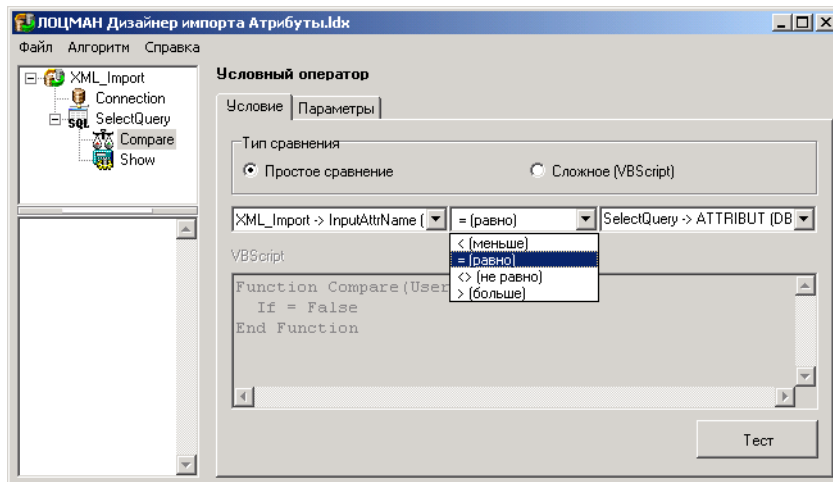 ЛОЦМАН Дизайнер импорта Атрибуты.ldx
Файл Алгоритм Справка
XML_Import
Connection
SelectQuery
Compare
Show
Условный оператор
Условие Параметры
Тип сравнения
Простое сравнение Сложное (VBScript)
XML_Import -> InputAttrName ( = (равно) SelectQuery -> ATTRIBUT (DB
< (меньше)
= (равно)
<> (не равно)
> (больше)
VBScript
Function Compare(User
If = False
End Function
Тест